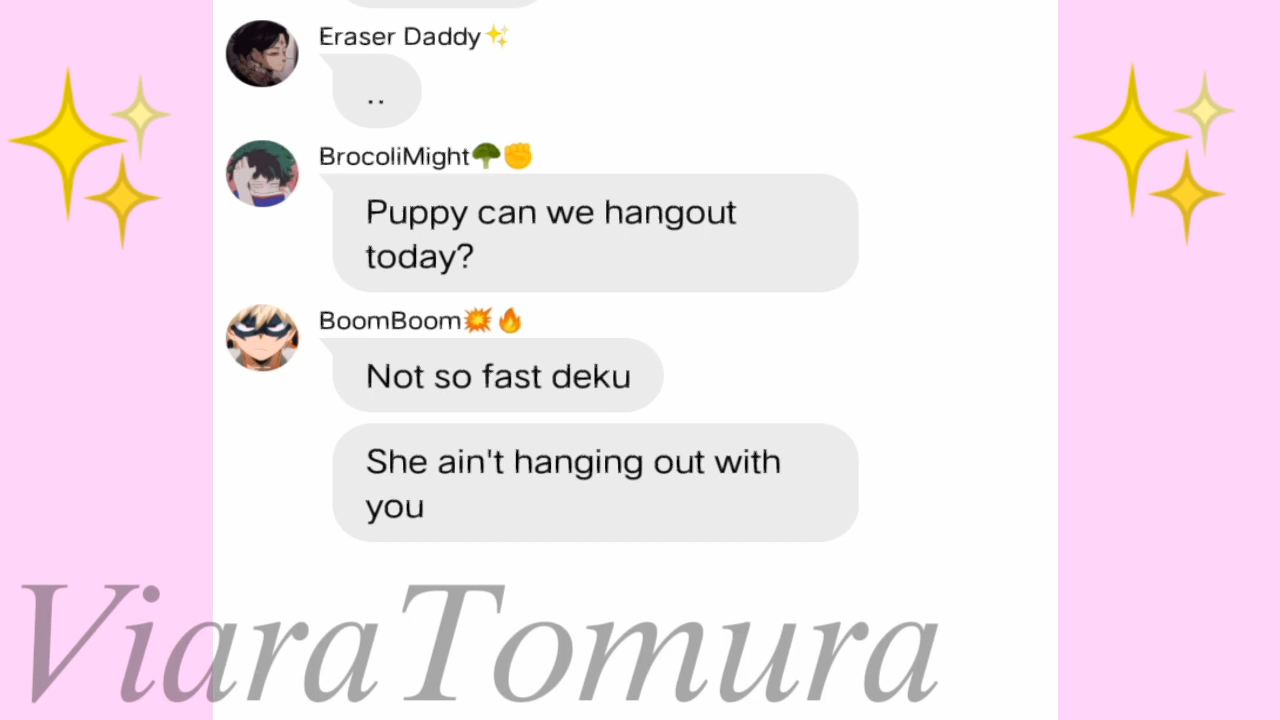 Eraser Daddy✨
..
BrocoliMight🥦✊
Puppy can we hangout
today?
BoomBoom💥🔥
Not so fast deku
She ain't hanging out with
you
ViaraTomura